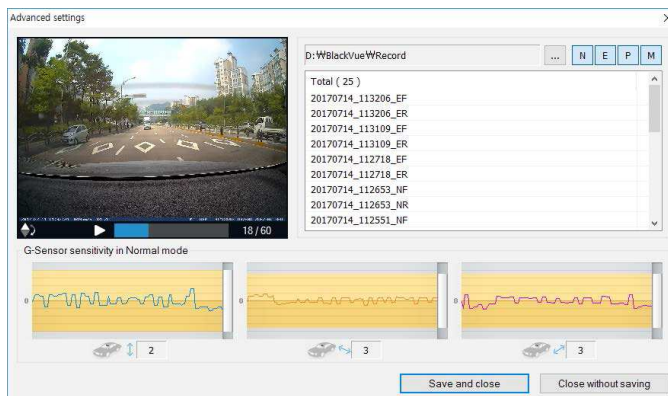 Advanced settings
D:₩BlackVue₩Record
...
N
E
P
M
Total ( 25 )
20170714_113206_EF
20170714_113206_ER
20170714_113109_EF
20170714_113109_ER
20170714_112718_EF
20170714_112718_ER
20170714_112653_NF
20170714_112653_NR
20170714_112551_NF
18 / 60
G-Sensor sensitivity in Normal mode
0
0
0
2
3
3
Save and close
Close without saving